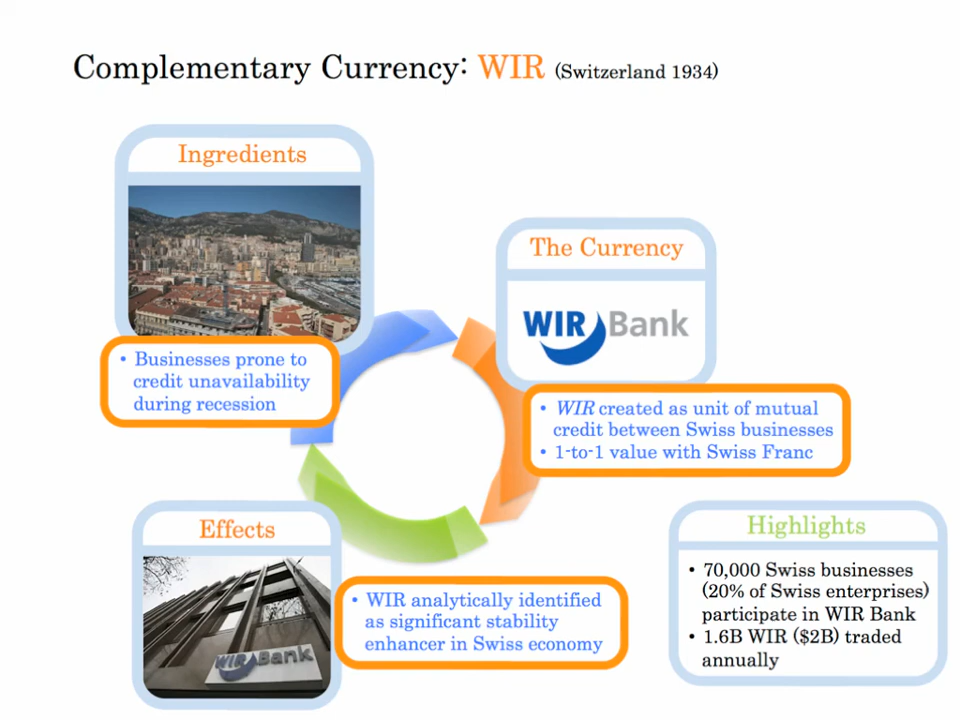 Complementary Currency: WIR (Switzerland 1934)
Ingredients
• Businesses prone to
credit unavailability
during recession
The Currency
WIR Bank
• WIR created as unit of mutual
credit between Swiss businesses
• 1-to-1 value with Swiss Franc
Effects
WIR Bank
• WIR analytically identified
as significant stability
enhancer in Swiss economy
Highlights
• 70,000 Swiss businesses
(20% of Swiss enterprises)
participate in WIR Bank
• 1.6B WIR ($2B) traded
annually